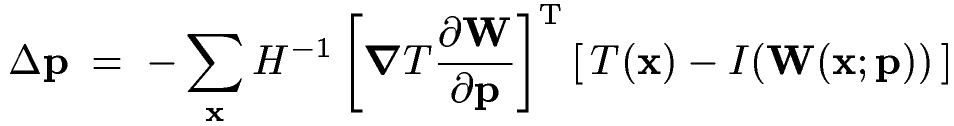 Δ𝐩 = − ∑_𝐱 H^{−1} [ 𝛁T ∂𝐖/∂𝐩 ]^T [ T(𝐱) − I(𝐖(𝐱; 𝐩)) ]